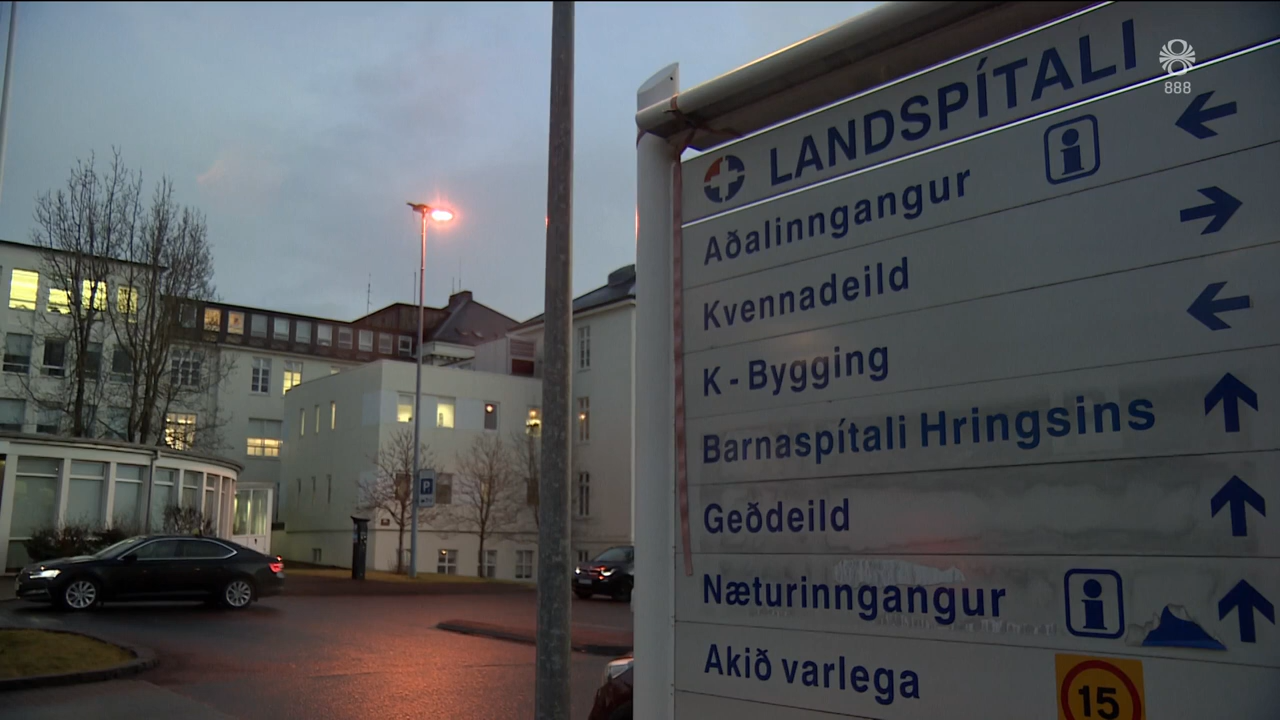 LANDSPÍTALI
888
Aðalinngangur
Kvennadeild
K - Bygging
Barnaspítali Hringsins
Geðdeild
Næturinngangur
Akið varlega
15
P